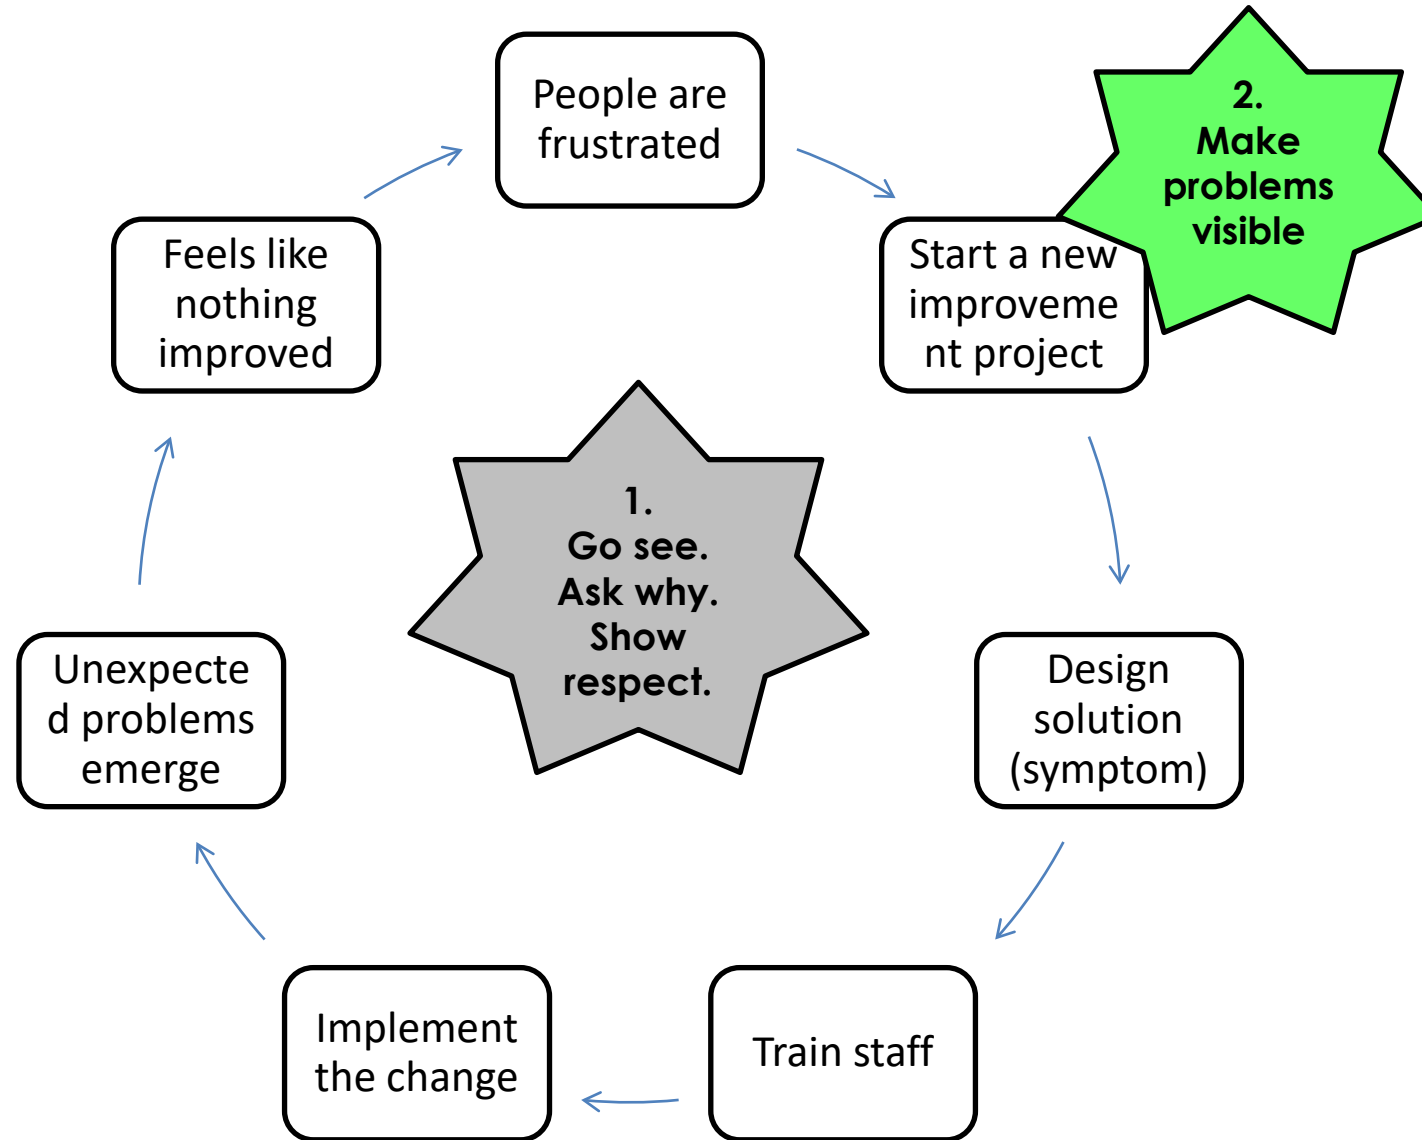 People are
frustrated
2.
Make
problems
visible
Start a new
improveme
nt project
Feels like
nothing
improved
1.
Go see.
Ask why.
Show
respect.
Design
solution
(symptom)
Unexpecte
d problems
emerge
Train staff
Implement
the change